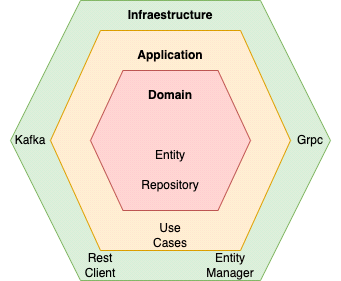 Infraestructure
Application
Domain
Kafka
Grpc
Entity
Repository
Use
Cases
Rest
Client
Entity
Manager